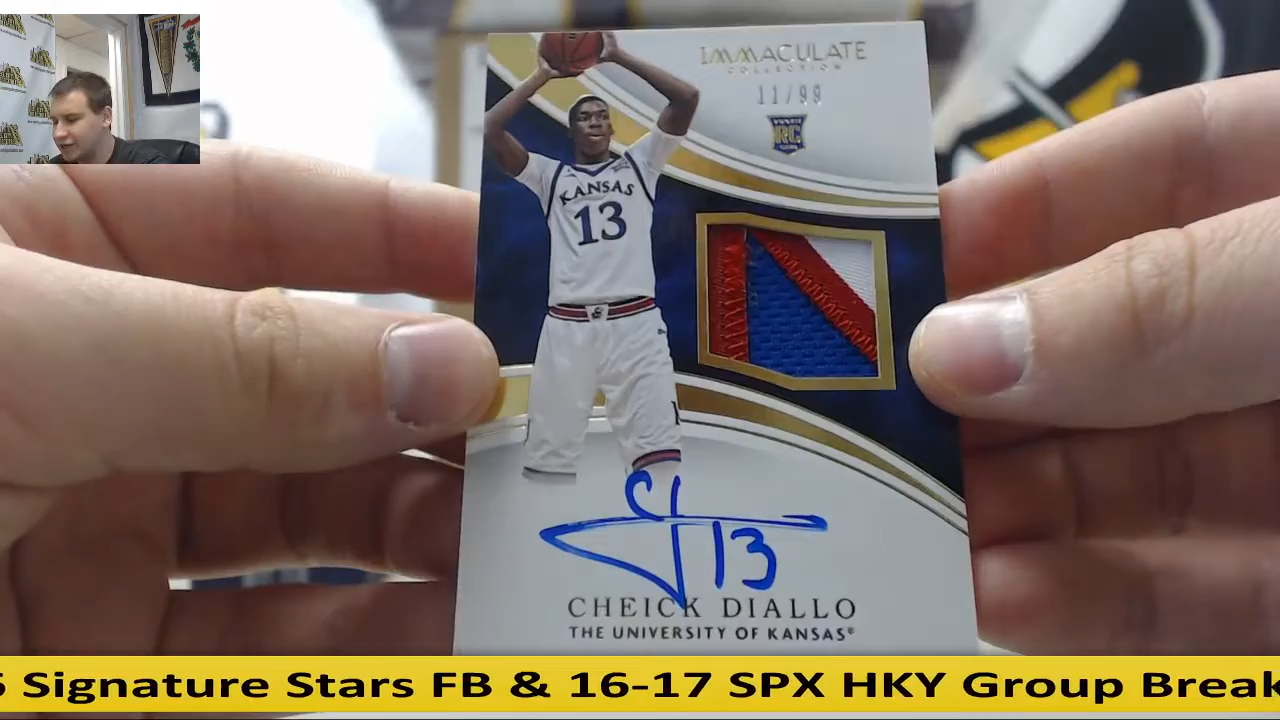 IMMACULATE
COLLECTION
11/99
RC
KANSAS
13
13
CHEICK DIALLO
THE UNIVERSITY OF KANSAS®
Signature Stars FB & 16-17 SPX HKY Group Break